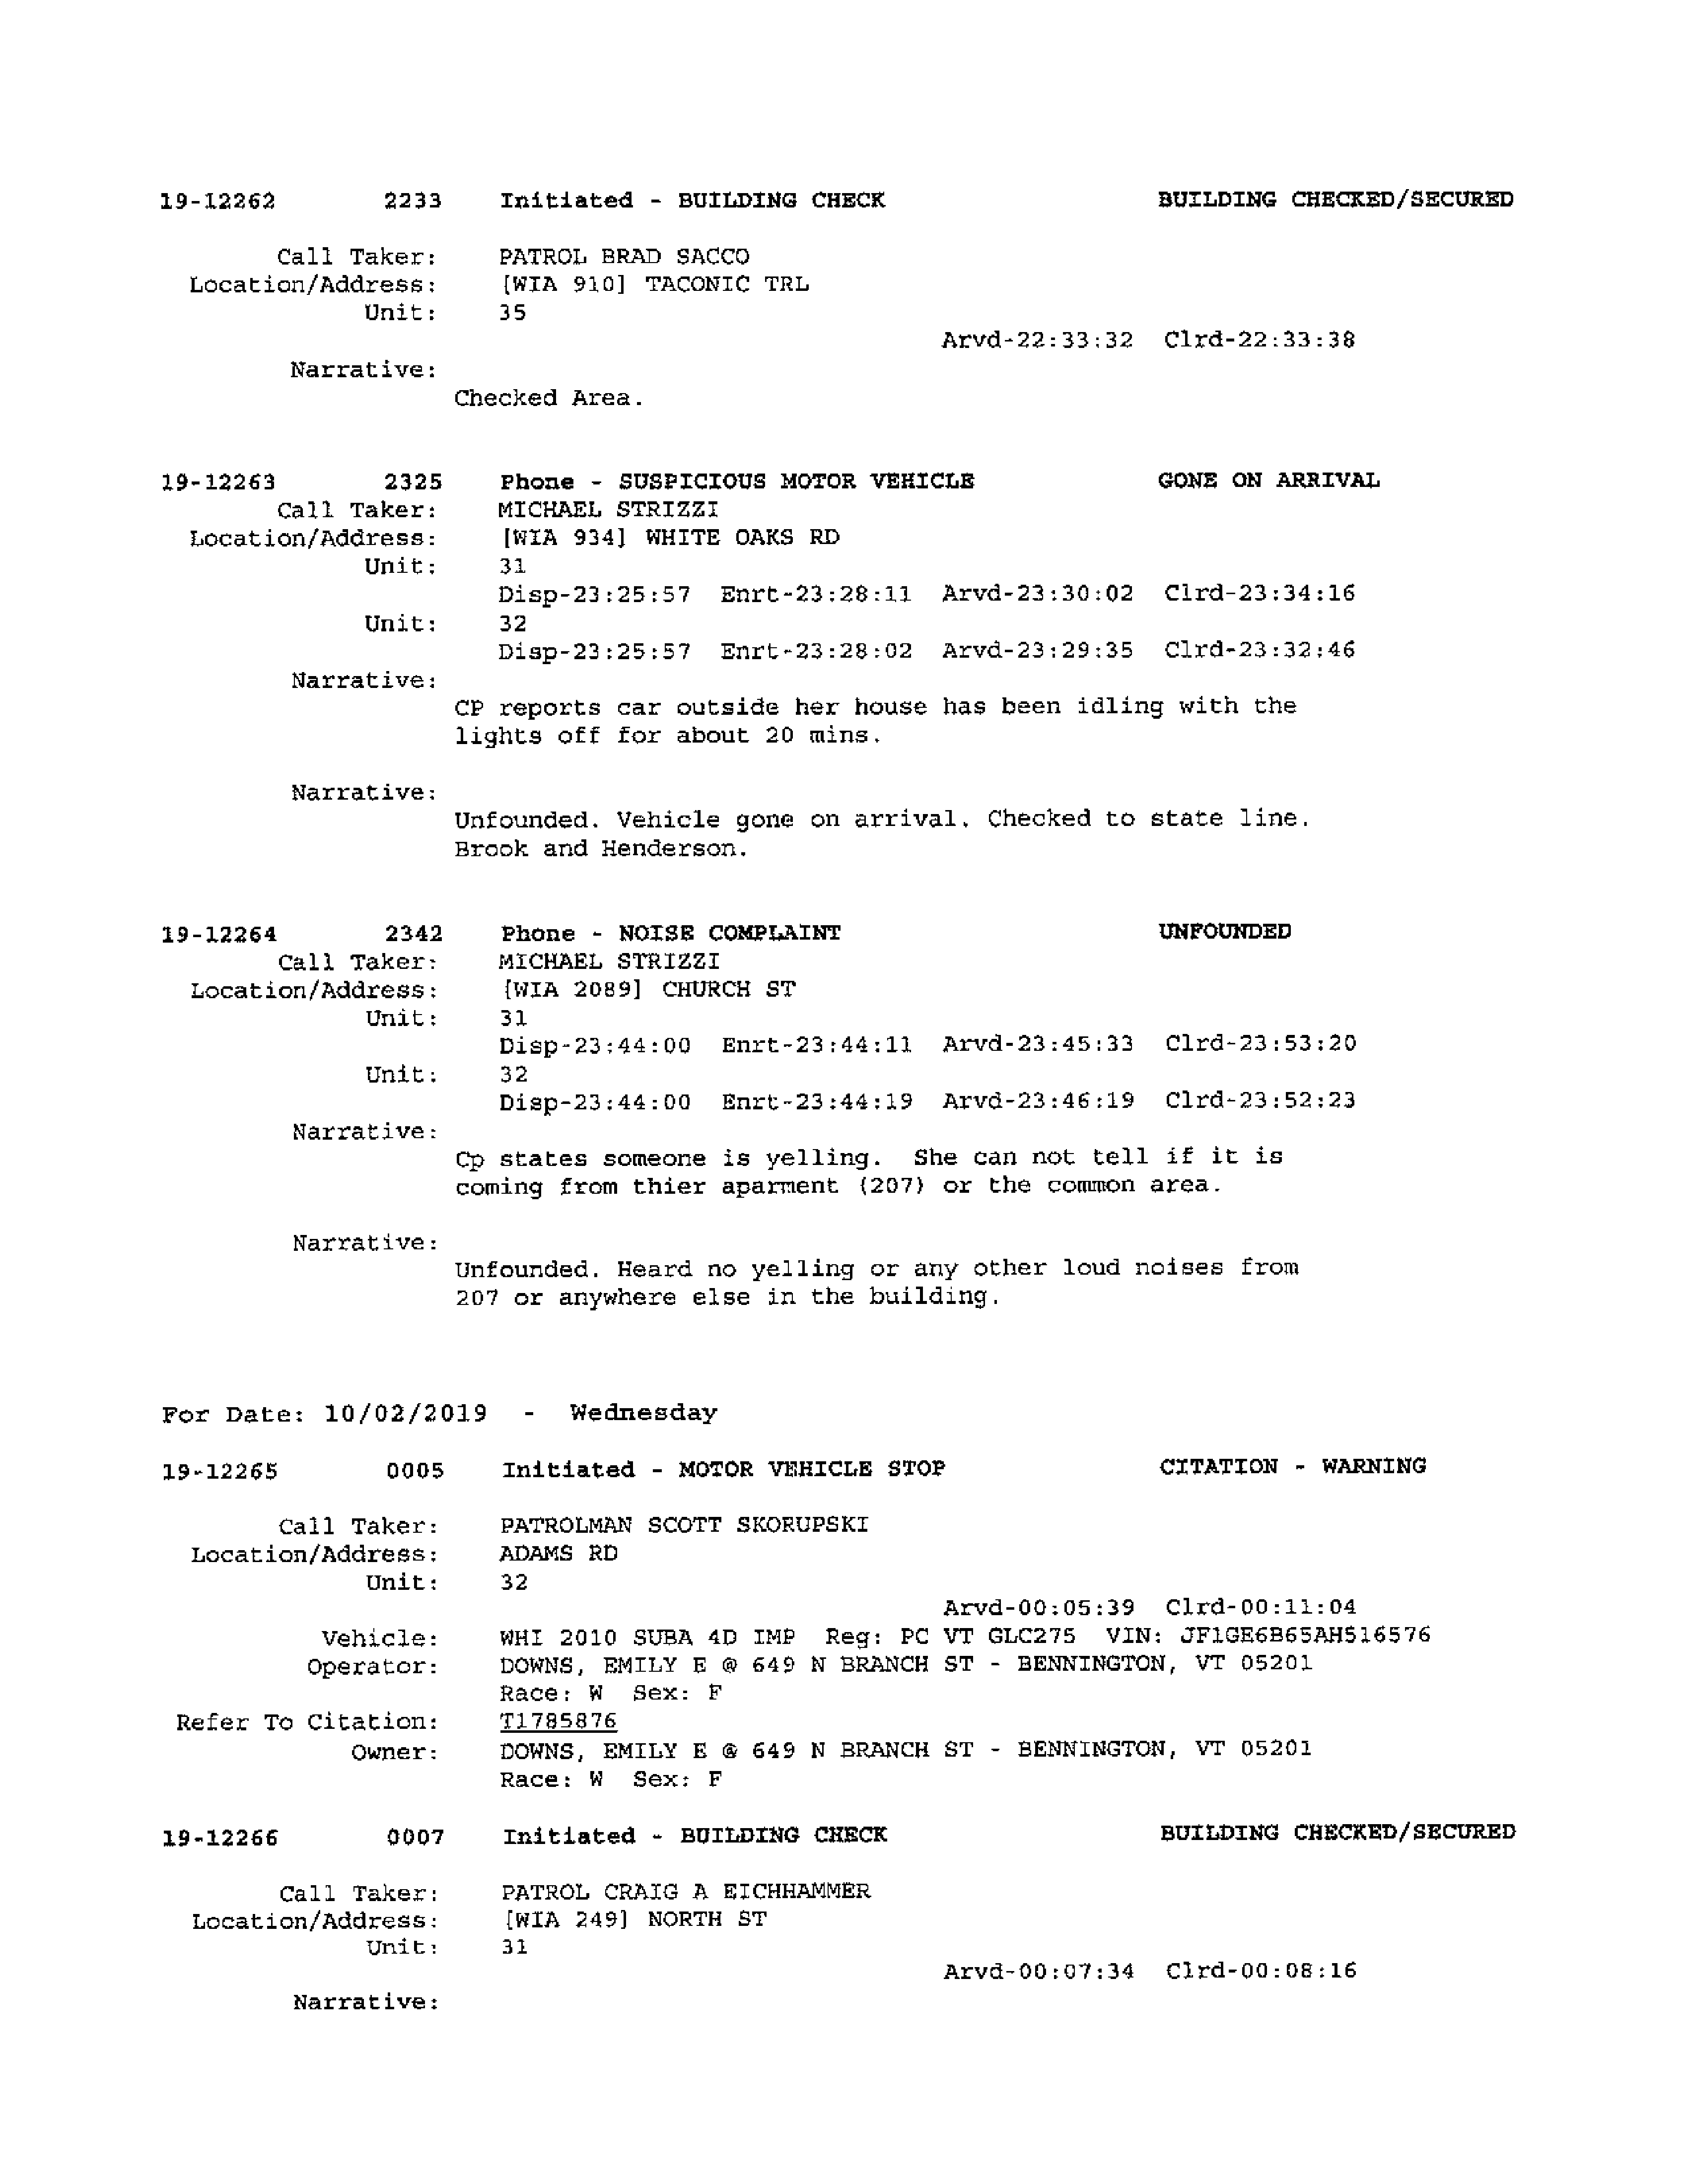 19-12262 2233 Initiated - BUILDING CHECK BUILDING CHECKED/SECURED
Call Taker: PATROL BRAD SACCO
Location/Address: [WIA 910] TACONIC TRL
Unit: 35
Arvd-22:33:32 Clrd-22:33:38
Narrative:
Checked Area.
19-12263 2325 Phone - SUSPICIOUS MOTOR VEHICLE GONE ON ARRIVAL
Call Taker: MICHAEL STRIZZI
Location/Address: [WIA 934] WHITE OAKS RD
Unit: 31
Disp-23:25:57 Enrt-23:28:11 Arvd-23:30:02 Clrd-23:34:16
Unit: 32
Disp-23:25:57 Enrt-23:28:02 Arvd-23:29:35 Clrd-23:32:46
Narrative:
CP reports car outside her house has been idling with the
lights off for about 20 mins.
Narrative:
Unfounded. Vehicle gone on arrival. Checked to state line.
Brook and Henderson.
19-12264 2342 Phone - NOISE COMPLAINT UNFOUNDED
Call Taker: MICHAEL STRIZZI
Location/Address: [WIA 2089] CHURCH ST
Unit: 31
Disp-23:44:00 Enrt-23:44:11 Arvd-23:45:33 Clrd-23:53:20
Unit: 32
Disp-23:44:00 Enrt-23:44:19 Arvd-23:46:19 Clrd-23:52:23
Narrative:
Cp states someone is yelling. She can not tell if it is
coming from thier aparment (207) or the common area.
Narrative:
Unfounded. Heard no yelling or any other loud noises from
207 or anywhere else in the building.
For Date: 10/02/2019 - Wednesday
19-12265 0005 Initiated - MOTOR VEHICLE STOP CITATION - WARNING
Call Taker: PATROLMAN SCOTT SKORUPSKI
Location/Address: ADAMS RD
Unit: 32
Arvd-00:05:39 Clrd-00:11:04
Vehicle: WHI 2010 SUBA 4D IMP Reg: PC VT GLC275 VIN: JF1GE6B65AH516576
Operator: DOWNS, EMILY E @ 649 N BRANCH ST - BENNINGTON, VT 05201
Race: W Sex: F
Refer To Citation: T1785876
Owner: DOWNS, EMILY E @ 649 N BRANCH ST - BENNINGTON, VT 05201
Race: W Sex: F
19-12266 0007 Initiated - BUILDING CHECK BUILDING CHECKED/SECURED
Call Taker: PATROL CRAIG A EICHHAMMER
Location/Address: [WIA 249] NORTH ST
Unit: 31
Arvd-00:07:34 Clrd-00:08:16
Narrative: